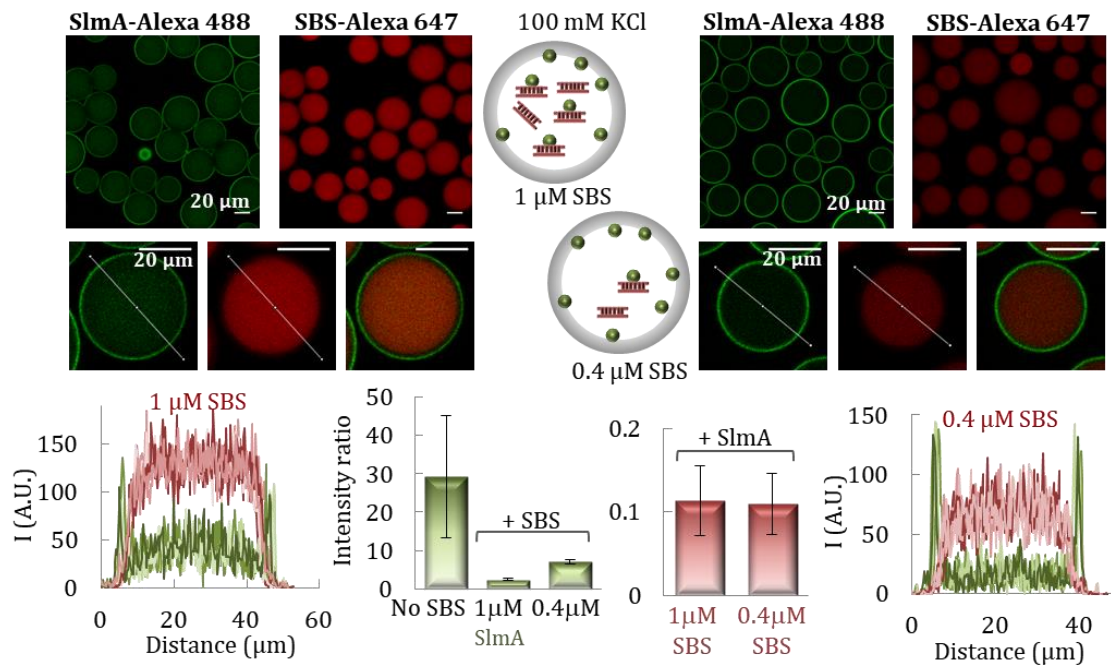 SlmA-Alexa 488
SBS-Alexa 647
100 mM KCl
SlmA-Alexa 488
SBS-Alexa 647
20 µm
1 µM SBS
20 µm
20 µm
0.4 µM SBS
20 µm
1 µM SBS
I (A.U.)
150
100
50
0
0
20
40
60
Distance (µm)
Intensity ratio
50
40
30
20
10
0
+ SBS
No SBS
1µM
0.4µM
SlmA
0.2
0.1
0
+ SlmA
1µM
SBS
0.4µM
SBS
0.4 µM SBS
I (A.U.)
150
100
50
0
0
20
40
Distance (µm)